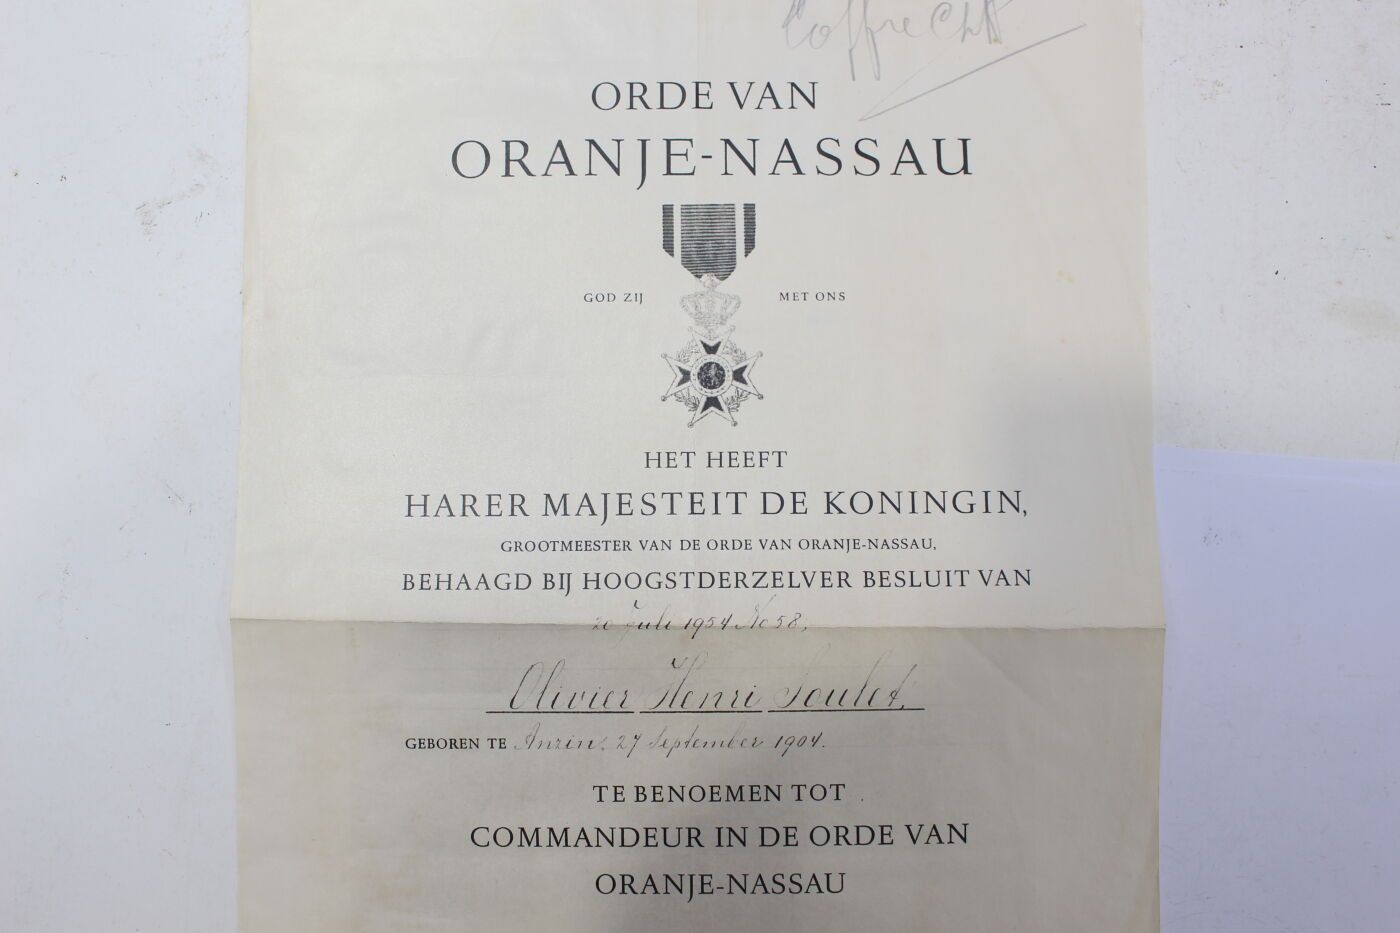 Coffrecht
ORDE VAN
ORANJE-NASSAU
GOD ZIJ MET ONS
HET HEEFT
HARER MAJESTEIT DE KONINGIN,
GROOTMEESTER VAN DE ORDE VAN ORANJE-NASSAU,
BEHAAGD BIJ HOOGSTDERZELVER BESLUIT VAN
20 Juli 1954 No 58,
Olivier Henri Soulet,
GEBOREN TE Anzin, 27 September 1904.
TE BENOEMEN TOT
COMMANDEUR IN DE ORDE VAN
ORANJE-NASSAU